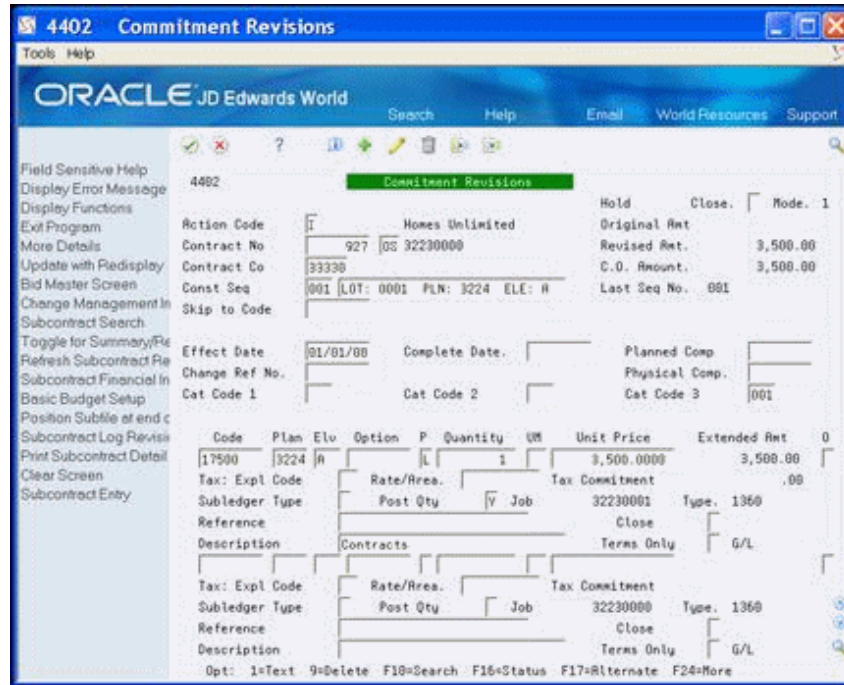 4402 Commitment Revisions
Tools Help
ORACLE JD Edwards World
Search Help Email World Resources Support
Field Sensitive Help
Display Error Message
Display Functions
Exit Program
More Details
Update with Redisplay
Bid Master Screen
Change Management In
Subcontract Search
Toggle for Summary/Re
Refresh Subcontract Re
Subcontract Financial In
Basic Budget Setup
Position Subfile at end o
Subcontract Log Revisi
Print Subcontract Detail
Clear Screen
Subcontract Entry
4402 Commitment Revisions
Hold Close. Mode. 1
Action Code I Homes Unlimited Original Amt
Contract No 927 OS 32230000 Revised Amt. 3,500.00
Contract Co 33330 C.O. Amount. 3,500.00
Const Seq 001 LOT: 0001 PLN: 3224 ELE: A Last Seq No. 001
Skip to Code
Effect Date 01/01/08 Complete Date. Planned Comp
Change Ref No. Physical Comp.
Cat Code 1 Cat Code 2 Cat Code 3 001
Code Plan Elv Option P Quantity UM Unit Price Extended Amt O
17500 3224 A L 1 3,500.0000 3,500.00
Tax: Expl Code Rate/Area. Tax Commitment .00
Subledger Type Post Qty Y Job 32230001 Type. 1360
Reference Close
Description Contracts Terms Only G/L
Tax: Expl Code Rate/Area. Tax Commitment
Subledger Type Post Qty Job 32230000 Type. 1360
Reference Close
Description Terms Only G/L
Opt: 1=Text 9=Delete F18=Search F16=Status F17=Alternate F24=More